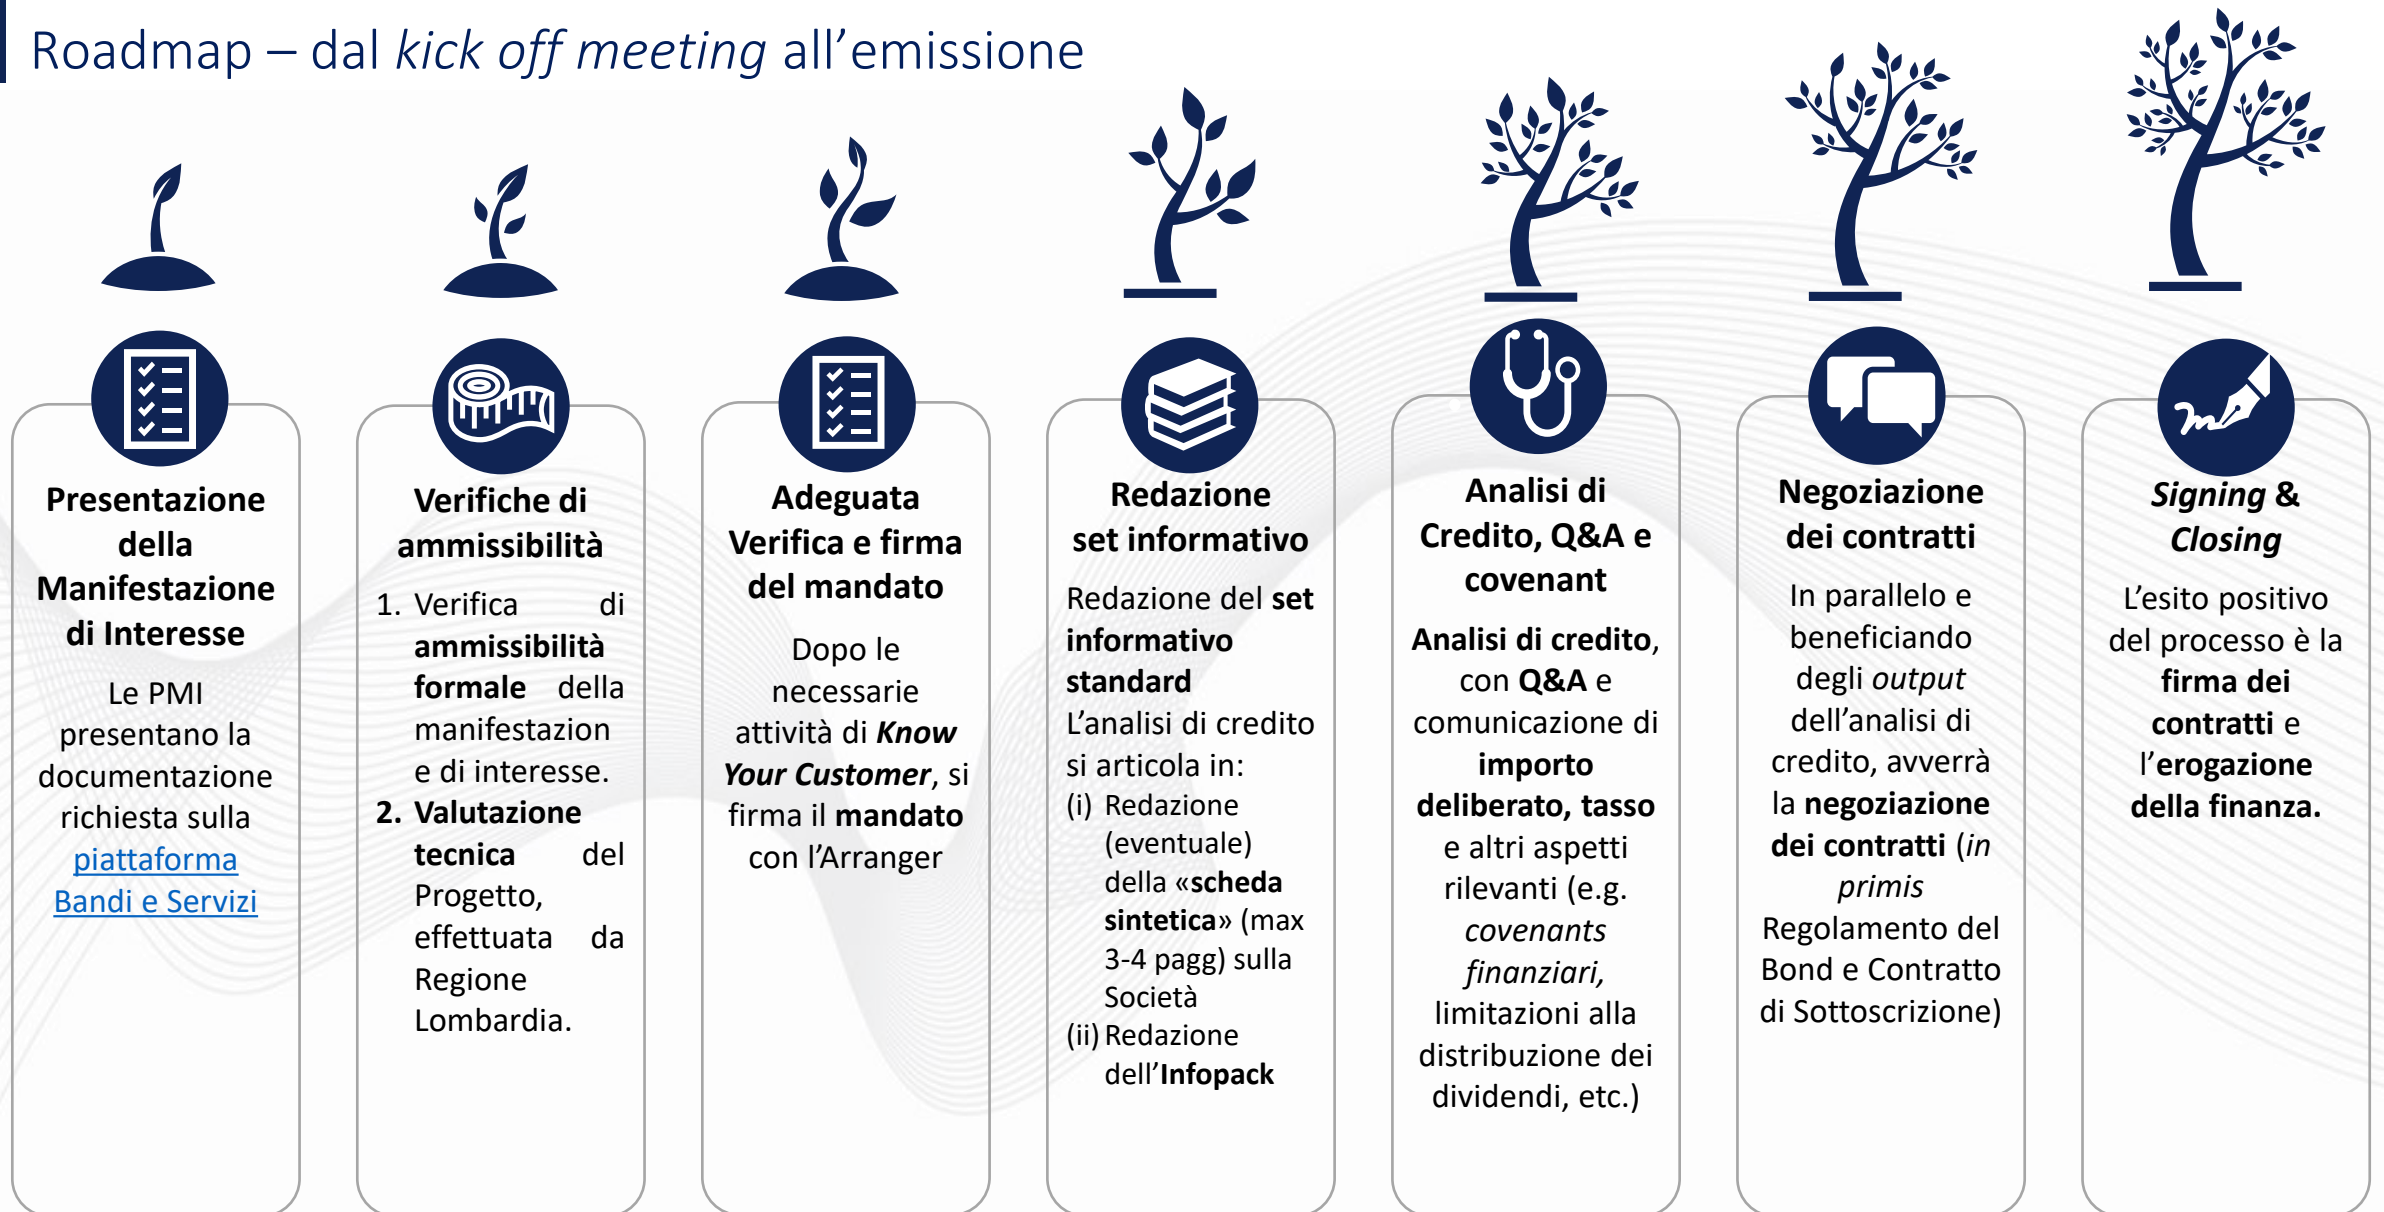 Roadmap – dal kick off meeting all’emissione
Presentazione
della
Manifestazione
di Interesse
Le PMI
presentano la
documentazione
richiesta sulla
piattaforma
Bandi e Servizi
Verifiche di
ammissibilità
1. Verifica di
ammissibilità
formale della
manifestazion
e di interesse.
2. Valutazione
tecnica del
Progetto,
effettuata da
Regione
Lombardia.
Adeguata
Verifica e firma
del mandato
Dopo le
necessarie
attività di Know
Your Customer, si
firma il mandato
con l’Arranger
Redazione
set informativo
Redazione del set
informativo
standard
L’analisi di credito
si articola in:
(i) Redazione
(eventuale)
della «scheda
sintetica» (max
3-4 pagg) sulla
Società
(ii) Redazione
dell’Infopack
Analisi di
Credito, Q&A e
covenant
Analisi di credito,
con Q&A e
comunicazione di
importo
deliberato, tasso
e altri aspetti
rilevanti (e.g.
covenants
finanziari,
limitazioni alla
distribuzione dei
dividendi, etc.)
Negoziazione
dei contratti
In parallelo e
beneficiando
degli output
dell’analisi di
credito, avverrà
la negoziazione
dei contratti (in
primis
Regolamento del
Bond e Contratto
di Sottoscrizione)
Signing &
Closing
L’esito positivo
del processo è la
firma dei
contratti e
l’erogazione
della finanza.